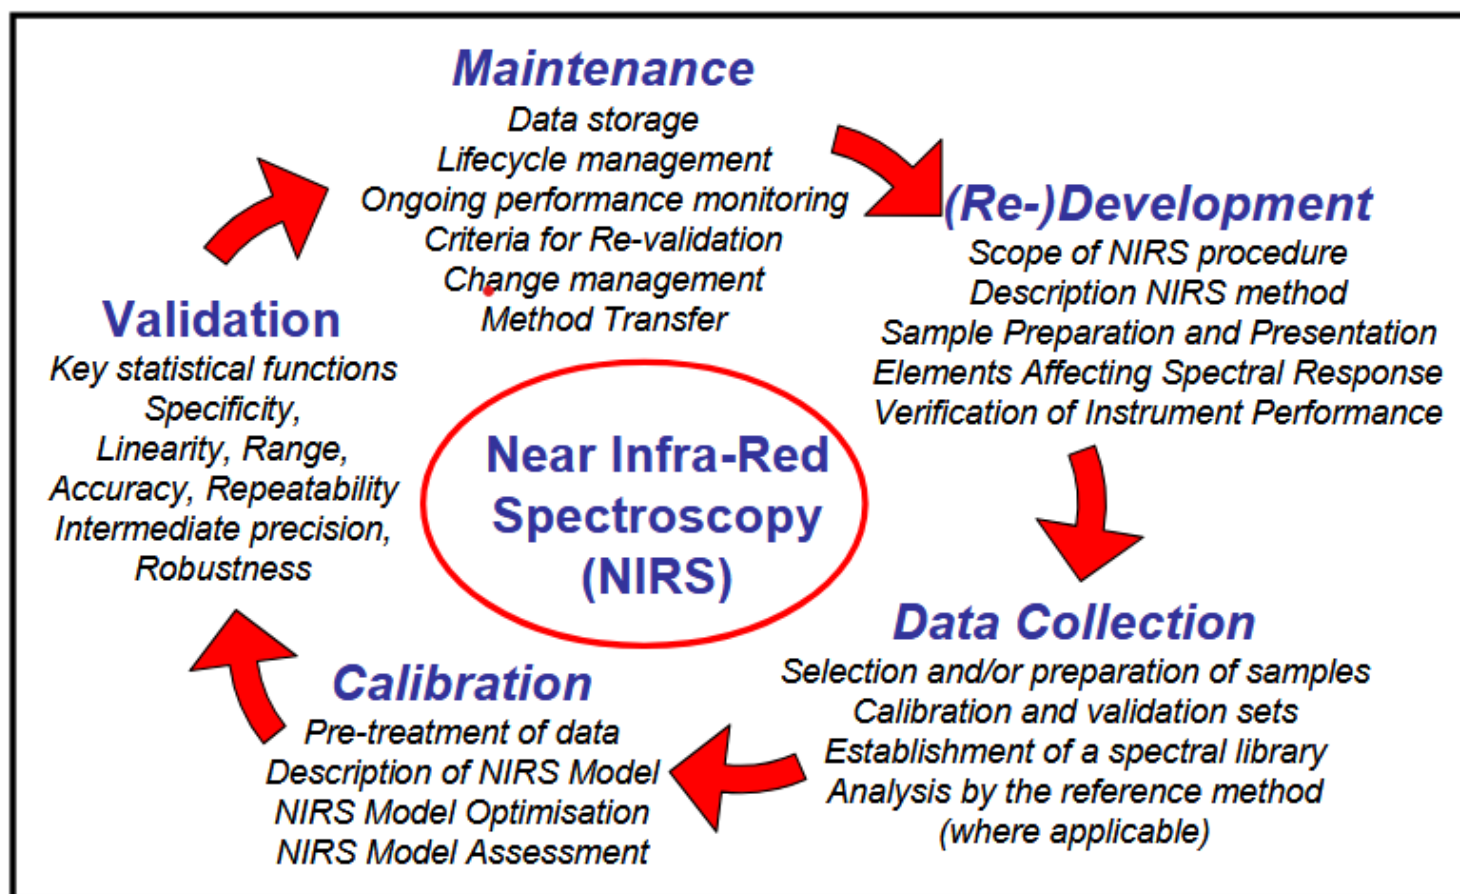 Maintenance
Data storage
Lifecycle management
Ongoing performance monitoring
Criteria for Re-validation
Change management
Method Transfer
(Re-)Development
Scope of NIRS procedure
Description NIRS method
Sample Preparation and Presentation
Elements Affecting Spectral Response
Verification of Instrument Performance
Data Collection
Selection and/or preparation of samples
Calibration and validation sets
Establishment of a spectral library
Analysis by the reference method
(where applicable)
Calibration
Pre-treatment of data
Description of NIRS Model
NIRS Model Optimisation
NIRS Model Assessment
Validation
Key statistical functions
Specificity,
Linearity, Range,
Accuracy, Repeatability
Intermediate precision,
Robustness
Near Infra-Red
Spectroscopy
(NIRS)